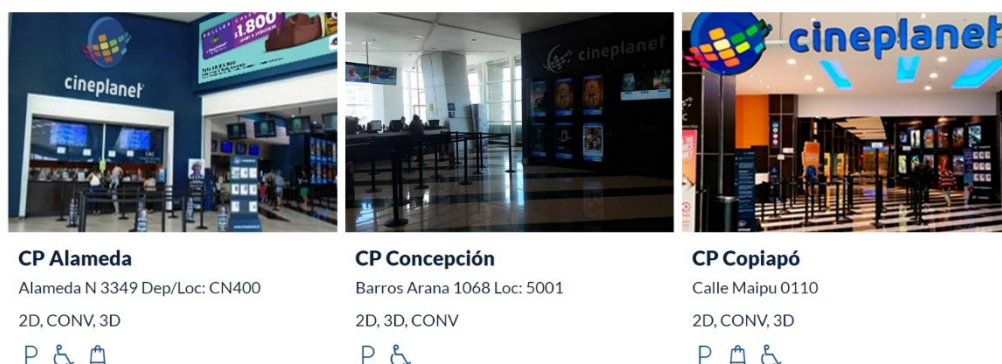 $1.800
cineplanet
cineplanet
cineplanet
CP Alameda
Alameda N 3349 Dep/Loc: CN400
2D, CONV, 3D
P
CP Concepción
Barros Arana 1068 Loc: 5001
2D, 3D, CONV
P
CP Copiapó
Calle Maipu 0110
2D, CONV, 3D
P